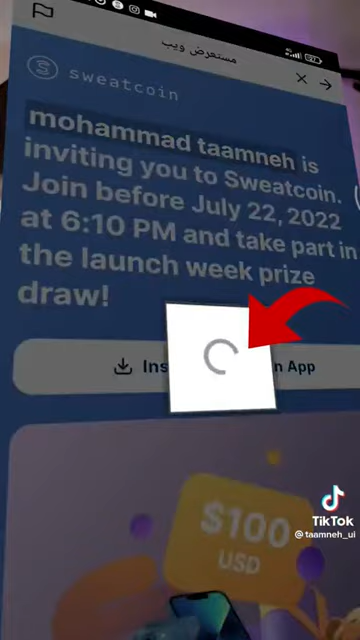 مستعرض ويب
sweatcoin
mohammad taamneh is
inviting you to Sweatcoin.
Join before July 22, 2022
at 6:10 PM and take part in
the launch week prize
draw!
App
$100
USD
TikTok
@taamneh_ui